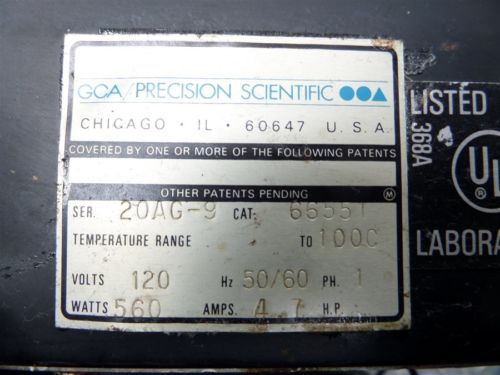 GCA/PRECISION SCIENTIFIC
CHICAGO · IL · 60647 U. S. A.
COVERED BY ONE OR MORE OF THE FOLLOWING PATENTS
OTHER PATENTS PENDING M
SER. 20AG-9 CAT. 66551
TEMPERATURE RANGE TO 100C
VOLTS 120 Hz 50/60 PH. 1
WATTS 560 AMPS. 4.7 H.P.
LISTED
368A
UL
LABORA